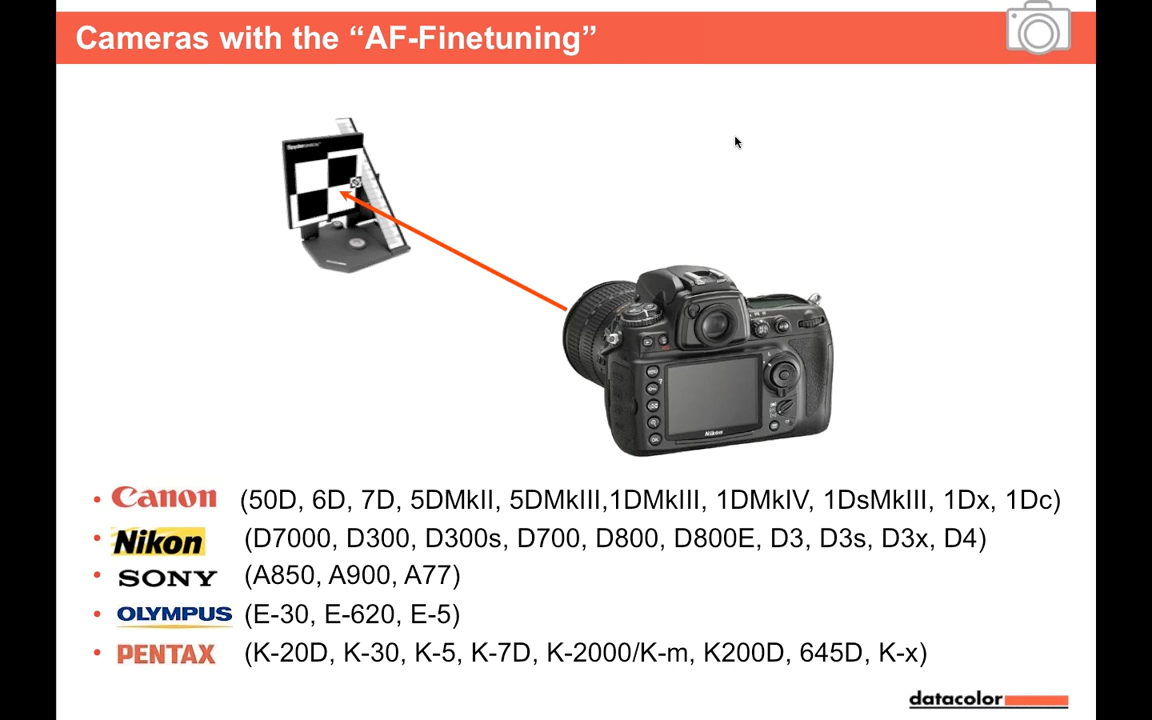 Cameras with the “AF-Finetuning”
Nikon
• Canon (50D, 6D, 7D, 5DMkII, 5DMkIII,1DMkIII, 1DMkIV, 1DsMkIII, 1Dx, 1Dc)
• Nikon (D7000, D300, D300s, D700, D800, D800E, D3, D3s, D3x, D4)
• SONY (A850, A900, A77)
• OLYMPUS (E-30, E-620, E-5)
• PENTAX (K-20D, K-30, K-5, K-7D, K-2000/K-m, K200D, 645D, K-x)
datacolor